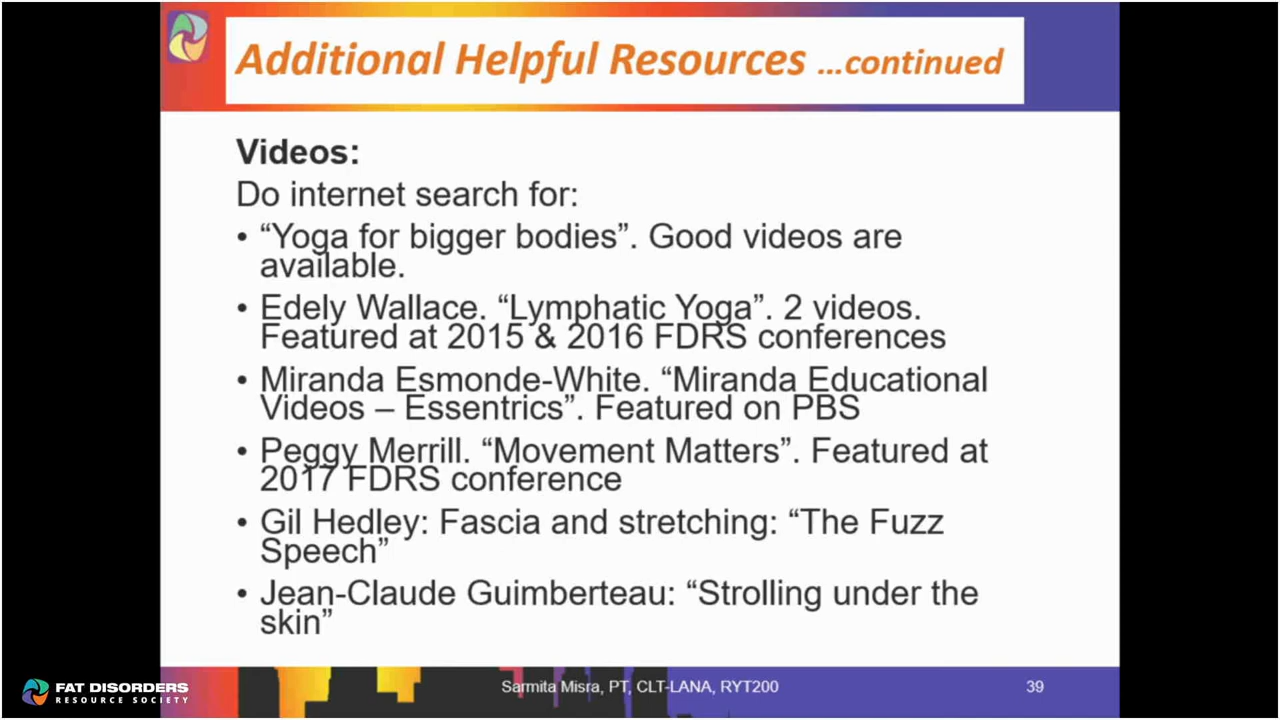 Additional Helpful Resources ...continued
Videos:
Do internet search for:
• “Yoga for bigger bodies”. Good videos are
available.
• Edely Wallace. “Lymphatic Yoga”. 2 videos.
Featured at 2015 & 2016 FDRS conferences
• Miranda Esmonde-White. “Miranda Educational
Videos – Essentrics”. Featured on PBS
• Peggy Merrill. “Movement Matters”. Featured at
2017 FDRS conference
• Gil Hedley: Fascia and stretching: “The Fuzz
Speech”
• Jean-Claude Guimberteau: “Strolling under the
skin”
FAT DISORDERS
RESOURCE SOCIETY
Sarmita Misra, PT, CLT-LANA, RYT200
39